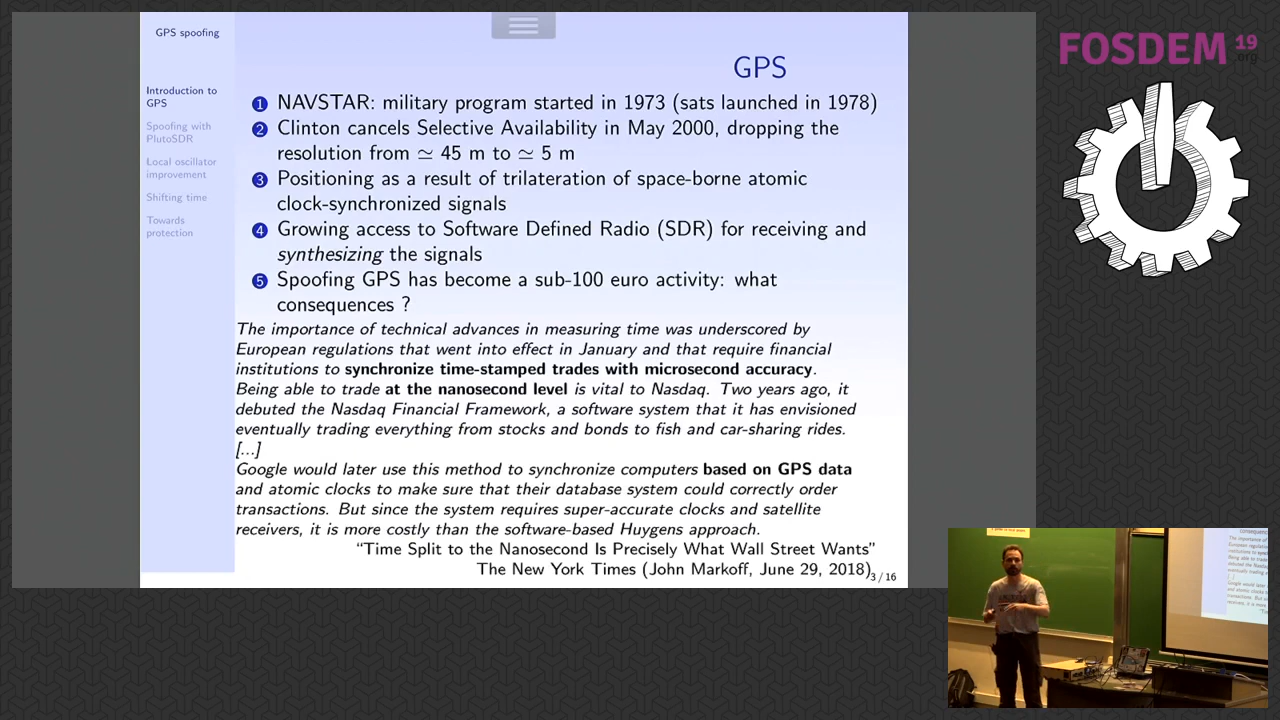 GPS spoofing
Introduction to
GPS
Spoofing with
PlutoSDR
Local oscillator
improvement
Shifting time
Towards
protection
GPS
1 NAVSTAR: military program started in 1973 (sats launched in 1978)
2 Clinton cancels Selective Availability in May 2000, dropping the
resolution from ≃ 45 m to ≃ 5 m
3 Positioning as a result of trilateration of space-borne atomic
clock-synchronized signals
4 Growing access to Software Defined Radio (SDR) for receiving and
synthesizing the signals
5 Spoofing GPS has become a sub-100 euro activity: what
consequences ?
The importance of technical advances in measuring time was underscored by
European regulations that went into effect in January and that require financial
institutions to synchronize time-stamped trades with microsecond accuracy.
Being able to trade at the nanosecond level is vital to Nasdaq. Two years ago, it
debuted the Nasdaq Financial Framework, a software system that it has envisioned
eventually trading everything from stocks and bonds to fish and car-sharing rides.
[...]
Google would later use this method to synchronize computers based on GPS data
and atomic clocks to make sure that their database system could correctly order
transactions. But since the system requires super-accurate clocks and satellite
receivers, it is more costly than the software-based Huygens approach.
“Time Split to the Nanosecond Is Precisely What Wall Street Wants”
The New York Times (John Markoff, June 29, 2018)
3 / 16
FOSDEM 19
.org